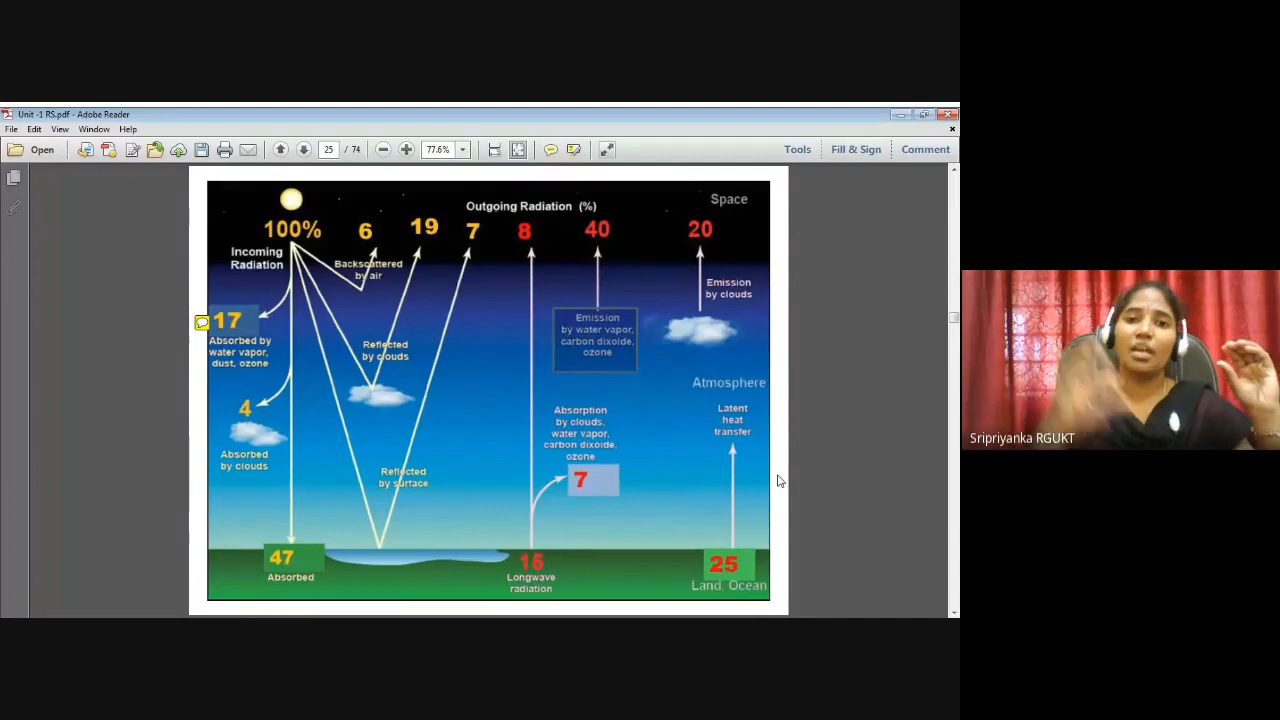 Unit -1 RS.pdf - Adobe Reader
File Edit View Window Help
Open 25 / 74 77.6% Tools Fill & Sign Comment
Outgoing Radiation (%)
Space
100% 6 19 7 8 40 20
Incoming
Radiation
Backscattered
by air
Emission
by clouds
17
Absorbed by
water vapor,
dust, ozone
Reflected
by clouds
Emission
by water vapor,
carbon dixoide,
ozone
Atmosphere
4
Absorbed
by clouds
Absorption
by clouds,
water vapor,
carbon dixoide,
ozone
7
Latent
heat
transfer
Reflected
by surface
47
Absorbed
15
Longwave
radiation
25
Land. Ocean
Sripriyanka RGUKT